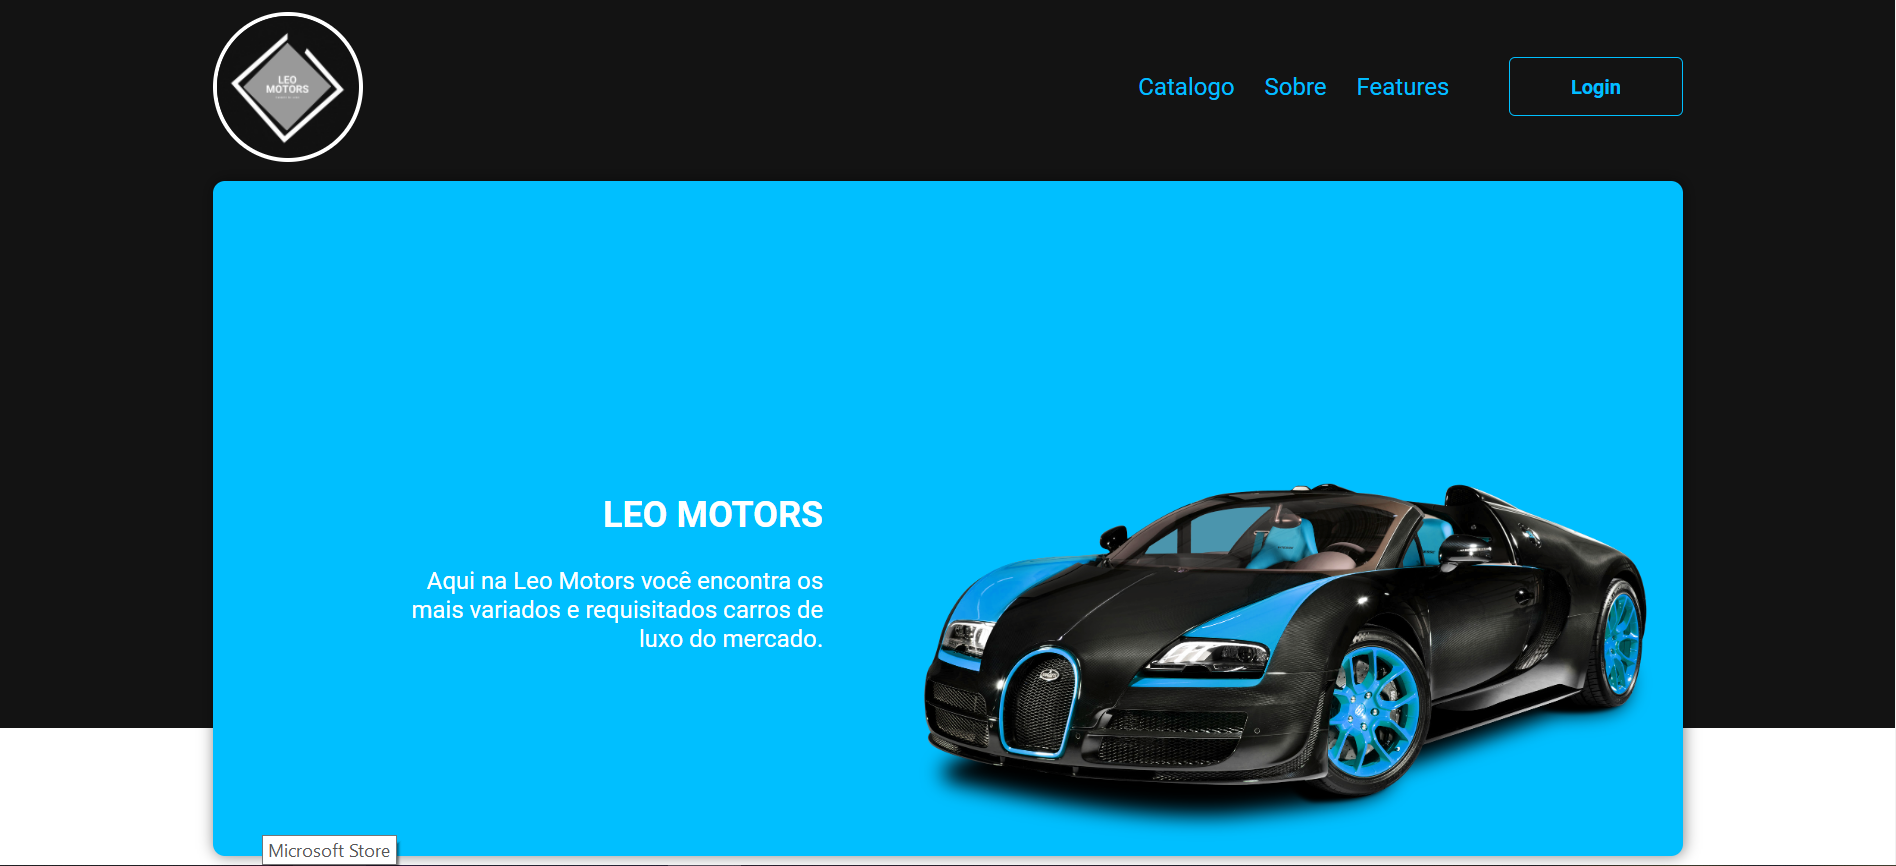 LEO
MOTORS
Catalogo Sobre Features Login
LEO MOTORS
Aqui na Leo Motors você encontra os
mais variados e requisitados carros de
luxo do mercado.
Microsoft Store